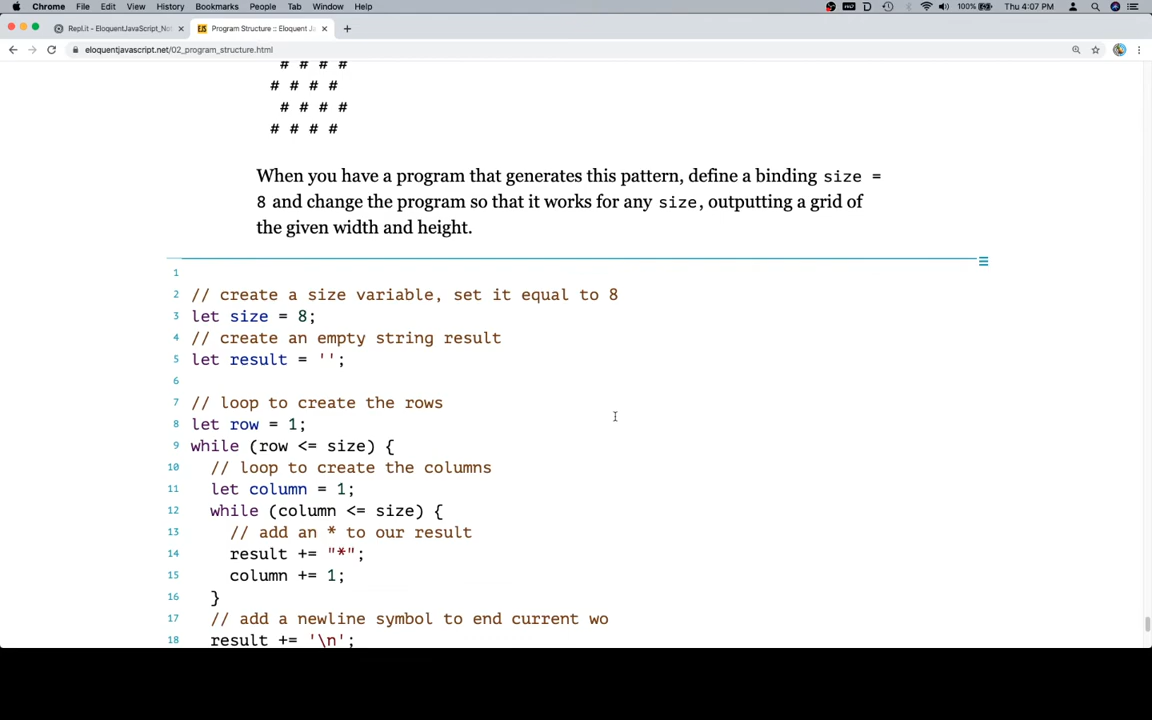 Chrome File Edit View History Bookmarks People Tab Window Help 100% Thu 4:07 PM
Repl.it - EloquentJavaScript_No
Program Structure :: Eloquent Ja
eloquentjavascript.net/02_program_structure.html
# # # #
# # # #
# # # #
# # # #
When you have a program that generates this pattern, define a binding size =
8 and change the program so that it works for any size, outputting a grid of
the given width and height.
1
2 // create a size variable, set it equal to 8
3 let size = 8;
4 // create an empty string result
5 let result = '';
6
7 // loop to create the rows
8 let row = 1;
9 while (row <= size) {
10 // loop to create the columns
11 let column = 1;
12 while (column <= size) {
13 // add an * to our result
14 result += "*";
15 column += 1;
16 }
17 // add a newline symbol to end current wo
18 result += '\n';